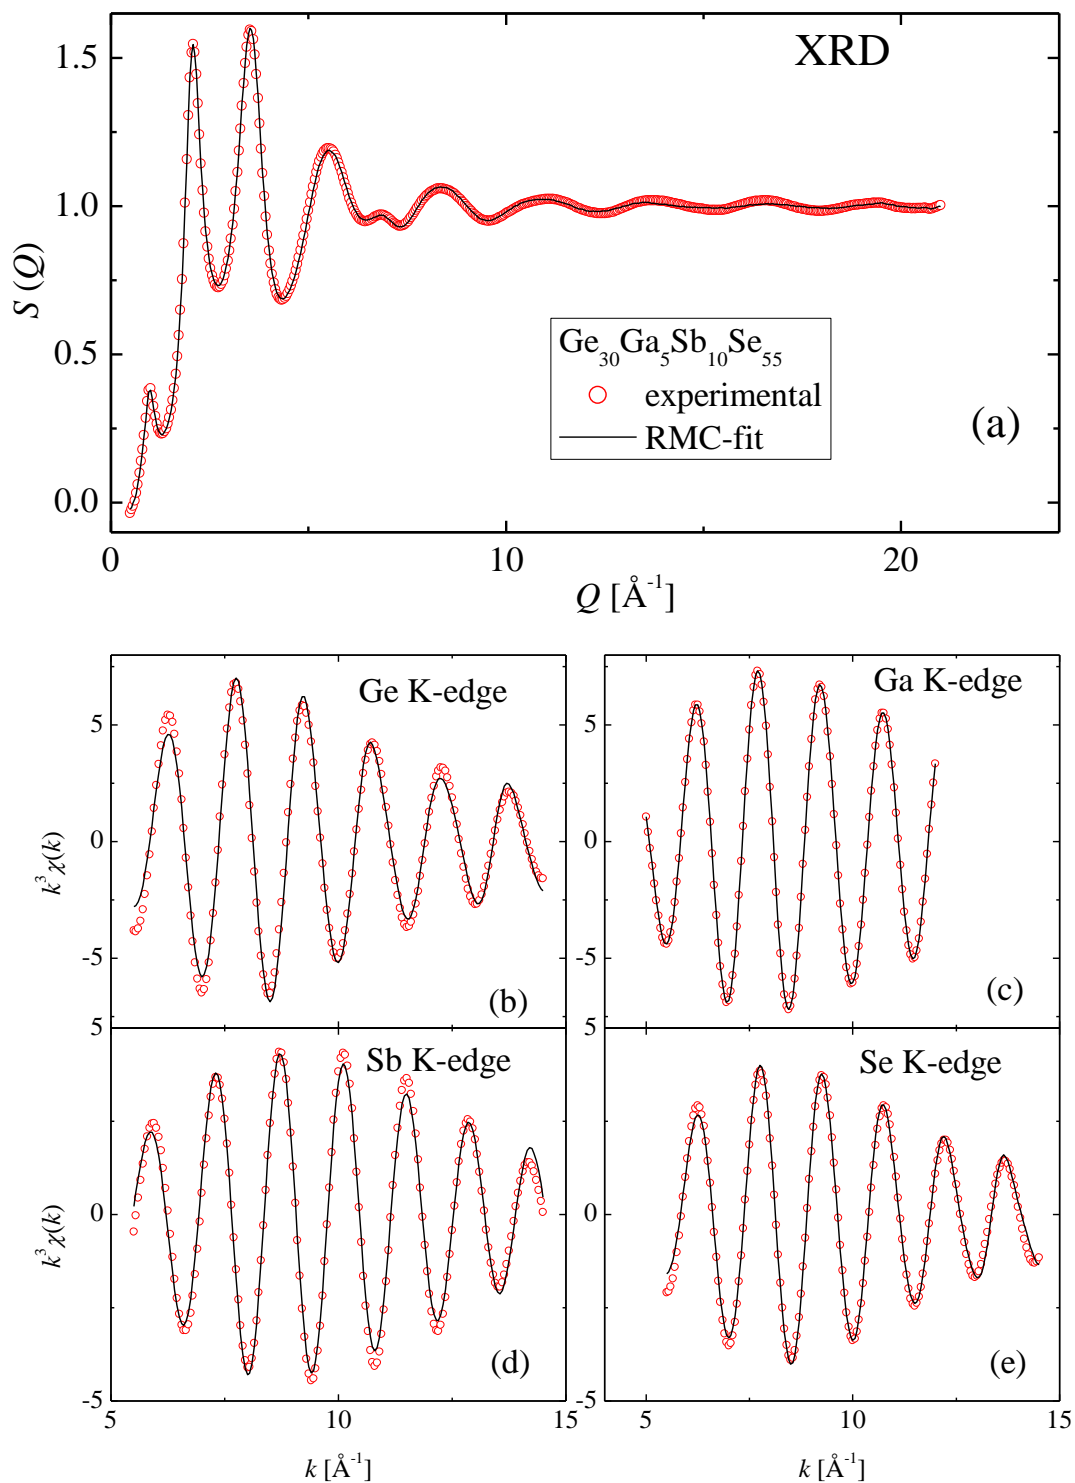 XRD
1.5
1.0
0.5
0.0
S (Q)
Ge30Ga5Sb10Se55
experimental
RMC-fit
(a)
0 10 20
Q [Å-1]
Ge K-edge
5
0
-5
k3 χ(k)
(b)
Ga K-edge
5
0
-5
(c)
Sb K-edge
5
0
-5
k3 χ(k)
(d)
5 10 15
k [Å-1]
Se K-edge
5
0
-5
(e)
5 10 15
k [Å-1]